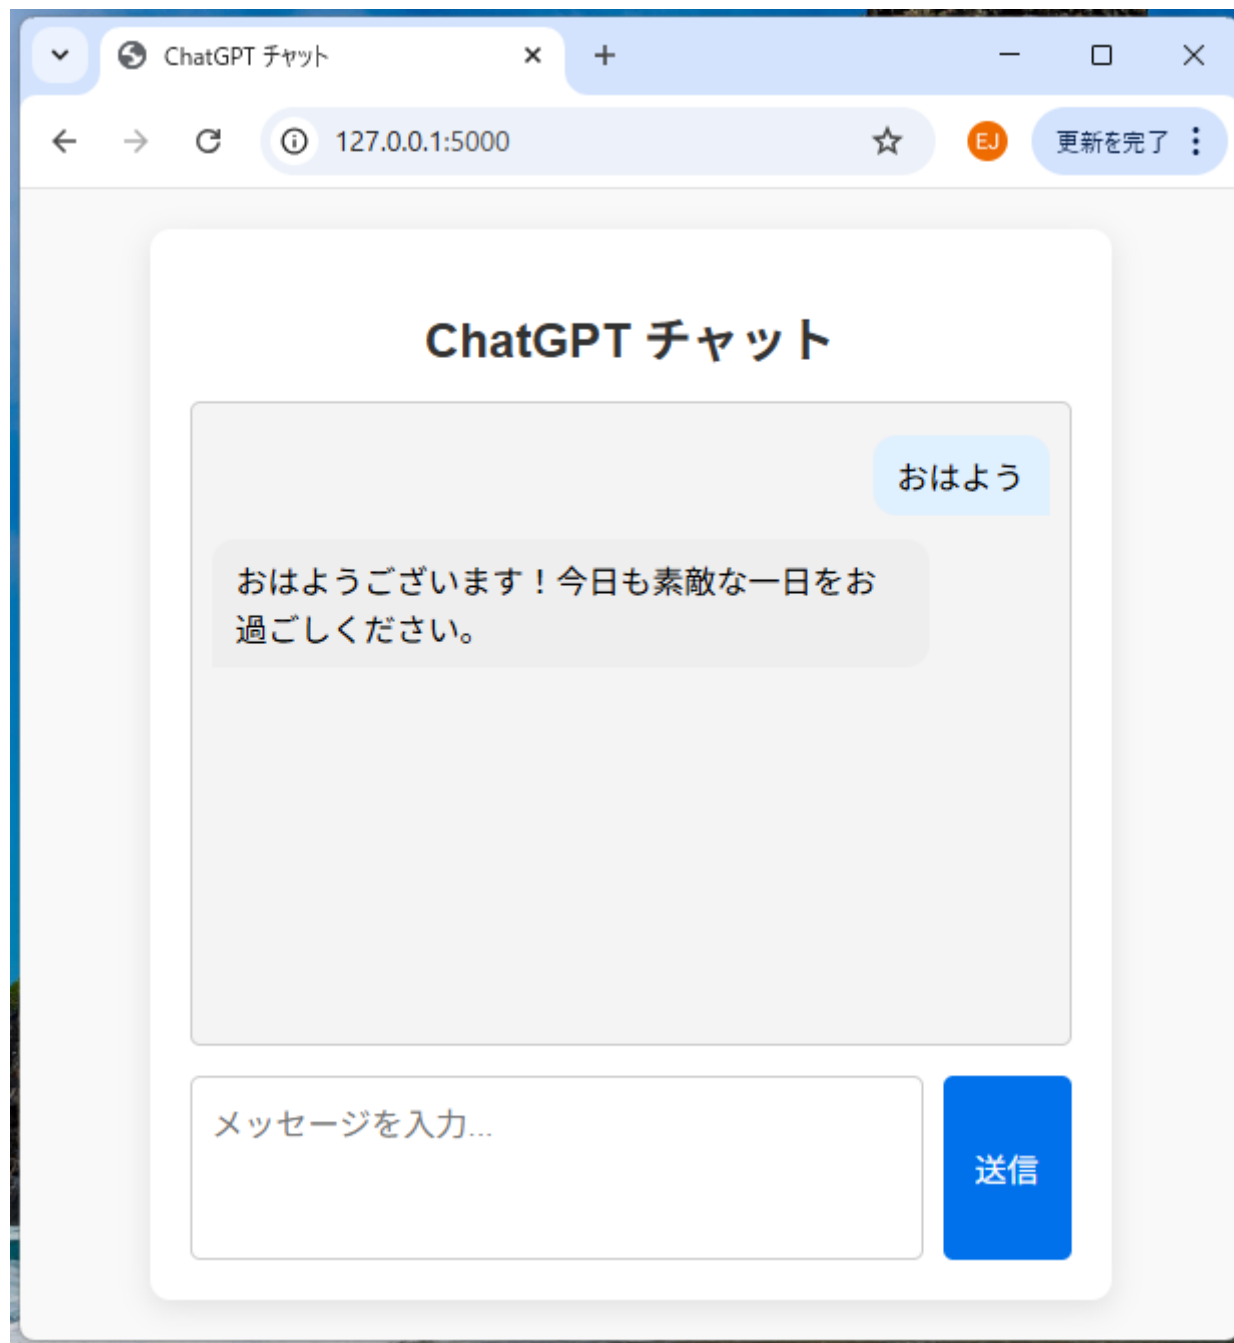 ChatGPT チャット
127.0.0.1:5000
EJ
更新を完了
ChatGPT チャット
おはよう
おはようございます！今日も素敵な一日をお
過ごしください。
メッセージを入力...
送信